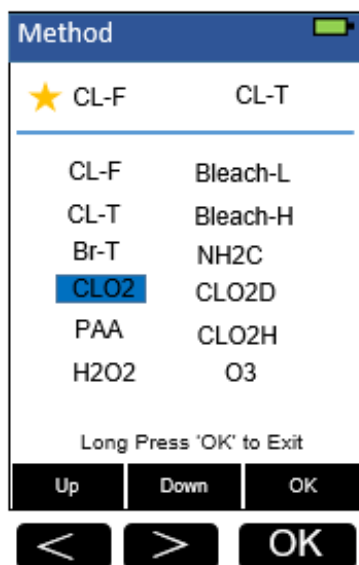 Method
CL-F CL-T
CL-F Bleach-L
CL-T Bleach-H
Br-T NH2C
CLO2 CLO2D
PAA CLO2H
H2O2 O3
Long Press 'OK' to Exit
Up Down OK
< > OK